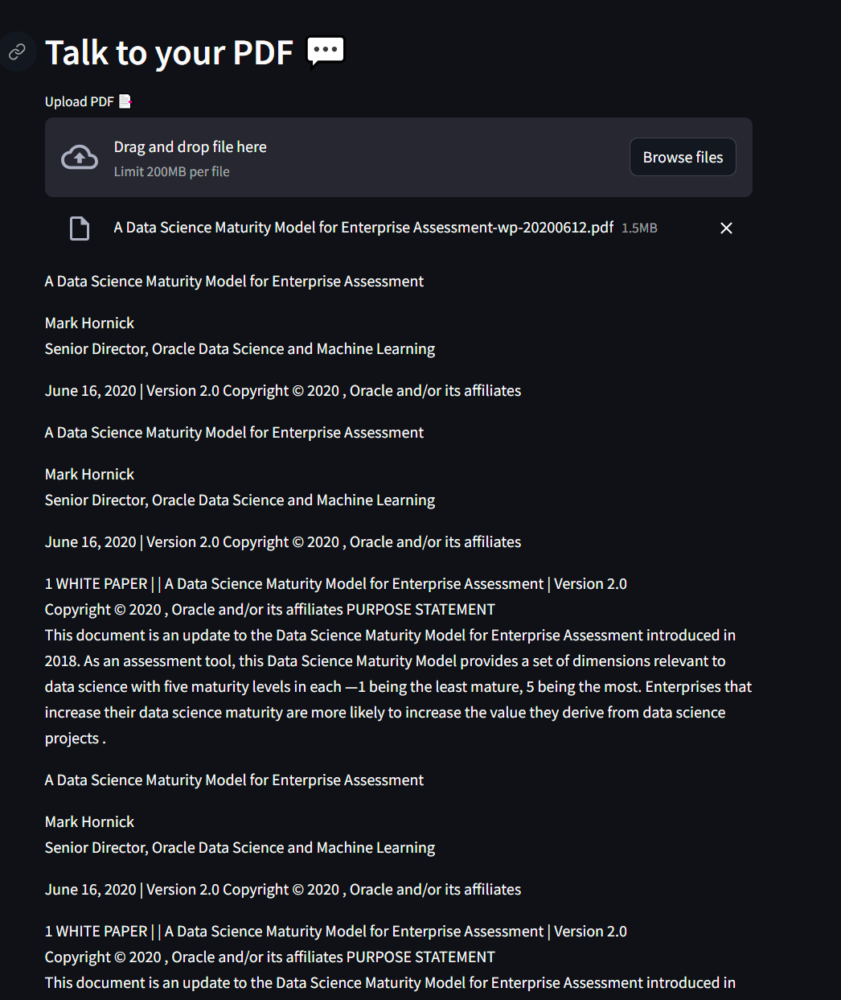 Talk to your PDF
Upload PDF
Drag and drop file here
Limit 200MB per file
Browse files
A Data Science Maturity Model for Enterprise Assessment-wp-20200612.pdf 1.5MB
A Data Science Maturity Model for Enterprise Assessment
Mark Hornick
Senior Director, Oracle Data Science and Machine Learning
June 16, 2020 | Version 2.0 Copyright © 2020 , Oracle and/or its affiliates
A Data Science Maturity Model for Enterprise Assessment
Mark Hornick
Senior Director, Oracle Data Science and Machine Learning
June 16, 2020 | Version 2.0 Copyright © 2020 , Oracle and/or its affiliates
1 WHITE PAPER | | A Data Science Maturity Model for Enterprise Assessment | Version 2.0
Copyright © 2020 , Oracle and/or its affiliates PURPOSE STATEMENT
This document is an update to the Data Science Maturity Model for Enterprise Assessment introduced in
2018. As an assessment tool, this Data Science Maturity Model provides a set of dimensions relevant to
data science with five maturity levels in each —1 being the least mature, 5 being the most. Enterprises that
increase their data science maturity are more likely to increase the value they derive from data science
projects .
A Data Science Maturity Model for Enterprise Assessment
Mark Hornick
Senior Director, Oracle Data Science and Machine Learning
June 16, 2020 | Version 2.0 Copyright © 2020 , Oracle and/or its affiliates
1 WHITE PAPER | | A Data Science Maturity Model for Enterprise Assessment | Version 2.0
Copyright © 2020 , Oracle and/or its affiliates PURPOSE STATEMENT
This document is an update to the Data Science Maturity Model for Enterprise Assessment introduced in